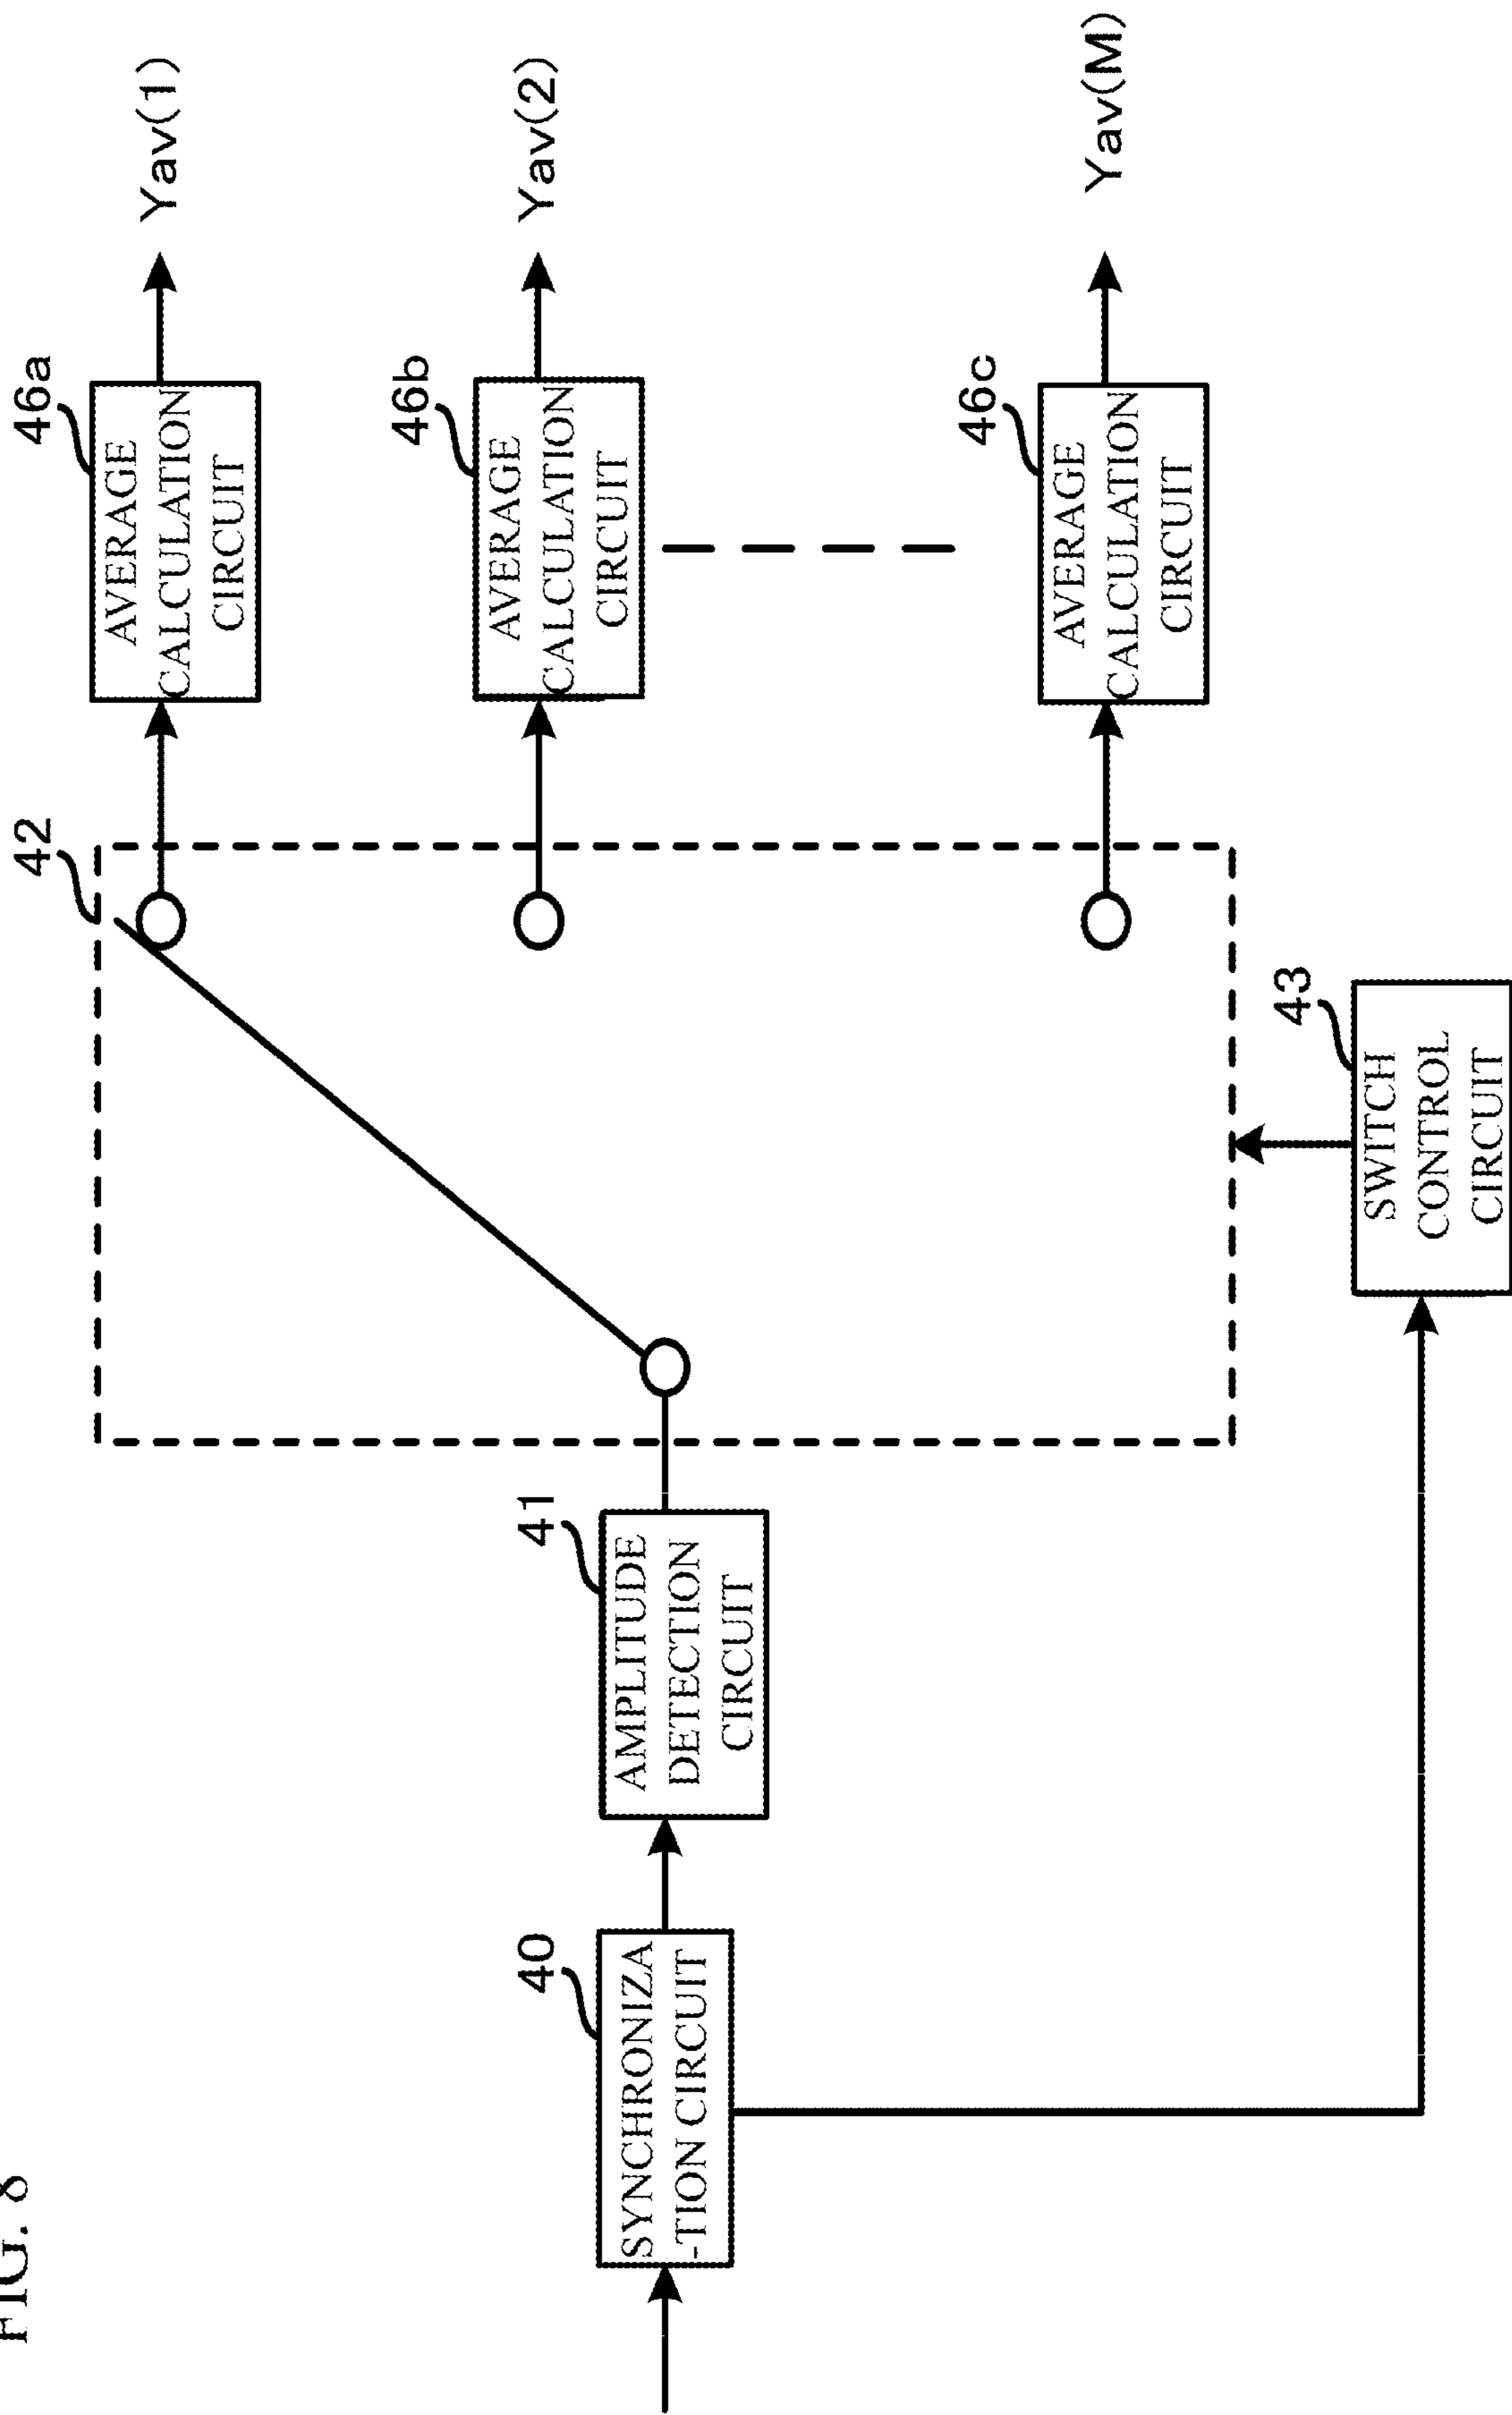 FIG. 8
40
SYNCHRONIZA
-TION CIRCUIT
41
AMPLITUDE
DETECTION
CIRCUIT
42
43
SWITCH
CONTROL
CIRCUIT
46a
AVERAGE
CALCULATION
CIRCUIT
Yav(1)
46b
AVERAGE
CALCULATION
CIRCUIT
Yav(2)
46c
AVERAGE
CALCULATION
CIRCUIT
Yav(M)